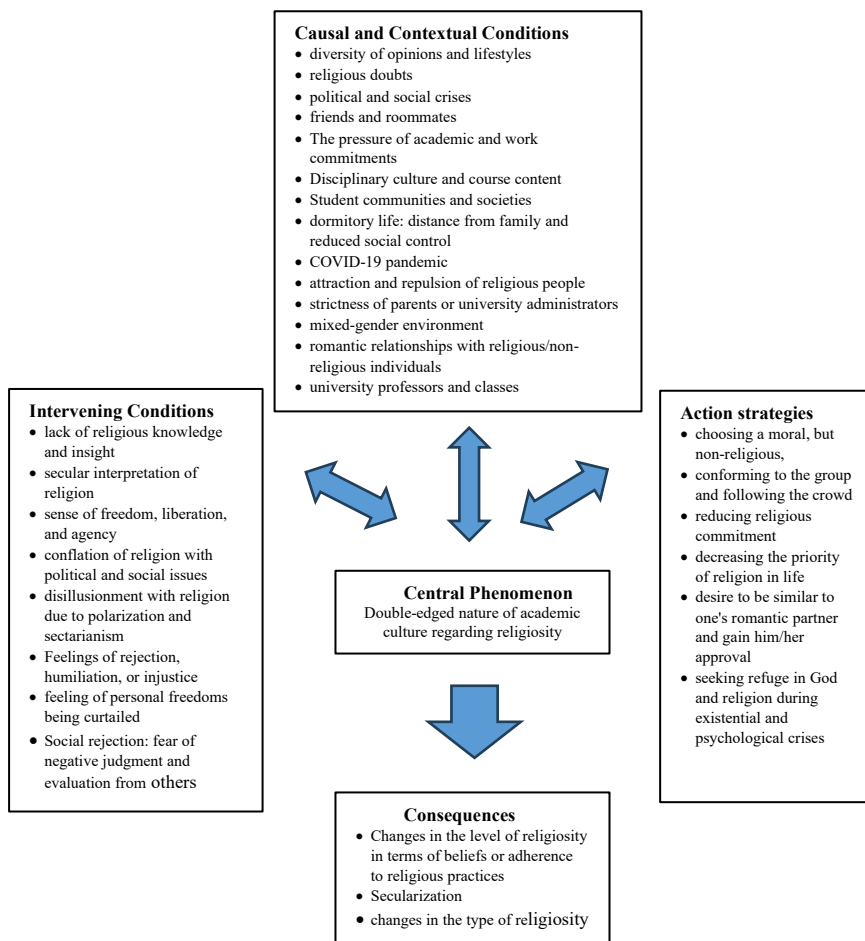 Causal and Contextual Conditions
• diversity of opinions and lifestyles
• religious doubts
• political and social crises
• friends and roommates
• The pressure of academic and work
commitments
• Disciplinary culture and course content
• Student communities and societies
• dormitory life: distance from family and
reduced social control
• COVID-19 pandemic
• attraction and repulsion of religious people
• strictness of parents or university administrators
• mixed-gender environment
• romantic relationships with religious/non-
religious individuals
• university professors and classes
Intervening Conditions
• lack of religious knowledge
and insight
• secular interpretation of
religion
• sense of freedom, liberation,
and agency
• conflation of religion with
political and social issues
• disillusionment with religion
due to polarization and
sectarianism
• Feelings of rejection,
humiliation, or injustice
• feeling of personal freedoms
being curtailed
• Social rejection: fear of
negative judgment and
evaluation from others
Action strategies
• choosing a moral, but
non-religious,
• conforming to the group
and following the crowd
• reducing religious
commitment
• decreasing the priority
of religion in life
• desire to be similar to
one's romantic partner
and gain him/her
approval
• seeking refuge in God
and religion during
existential and
psychological crises
Central Phenomenon
Double-edged nature of academic
culture regarding religiosity
Consequences
• Changes in the level of religiosity
in terms of beliefs or adherence
to religious practices
• Secularization
• changes in the type of religiosity